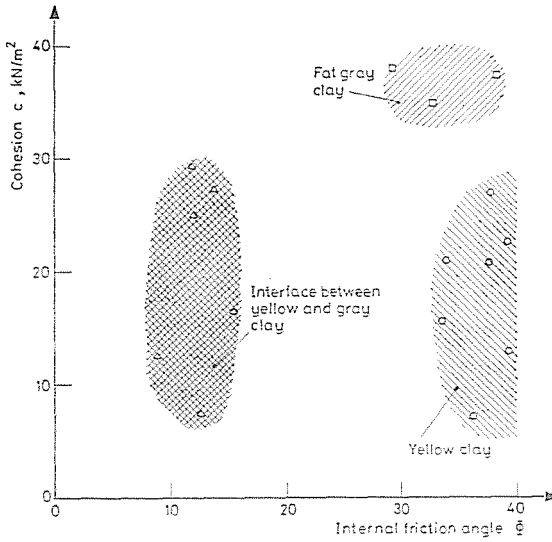 Cohesion c , kN/m²
40
30
20
10
0
0
10
20
30
40
Internal friction angle Φ
Fat gray
clay
Interface between
yellow and gray
clay
Yellow clay